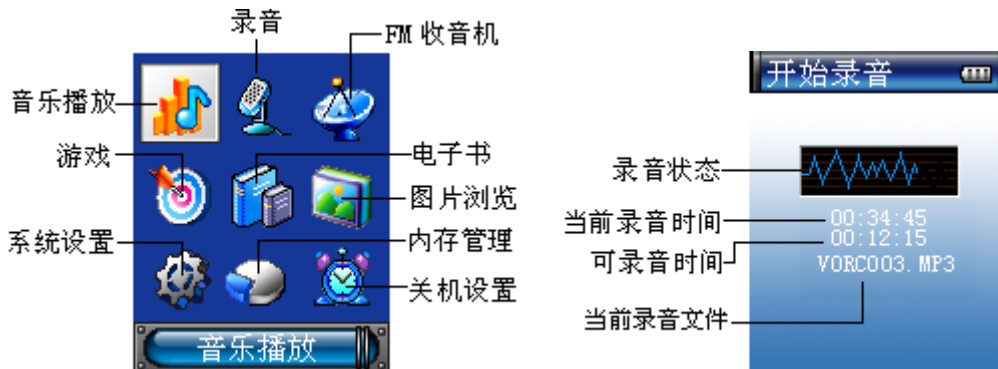 录音
FM 收音机
音乐播放
游戏
电子书
图片浏览
系统设置
内存管理
关机设置
音乐播放
开始录音
录音状态
当前录音时间
00:34:45
可录音时间
00:12:15
VORC003.MP3
当前录音文件